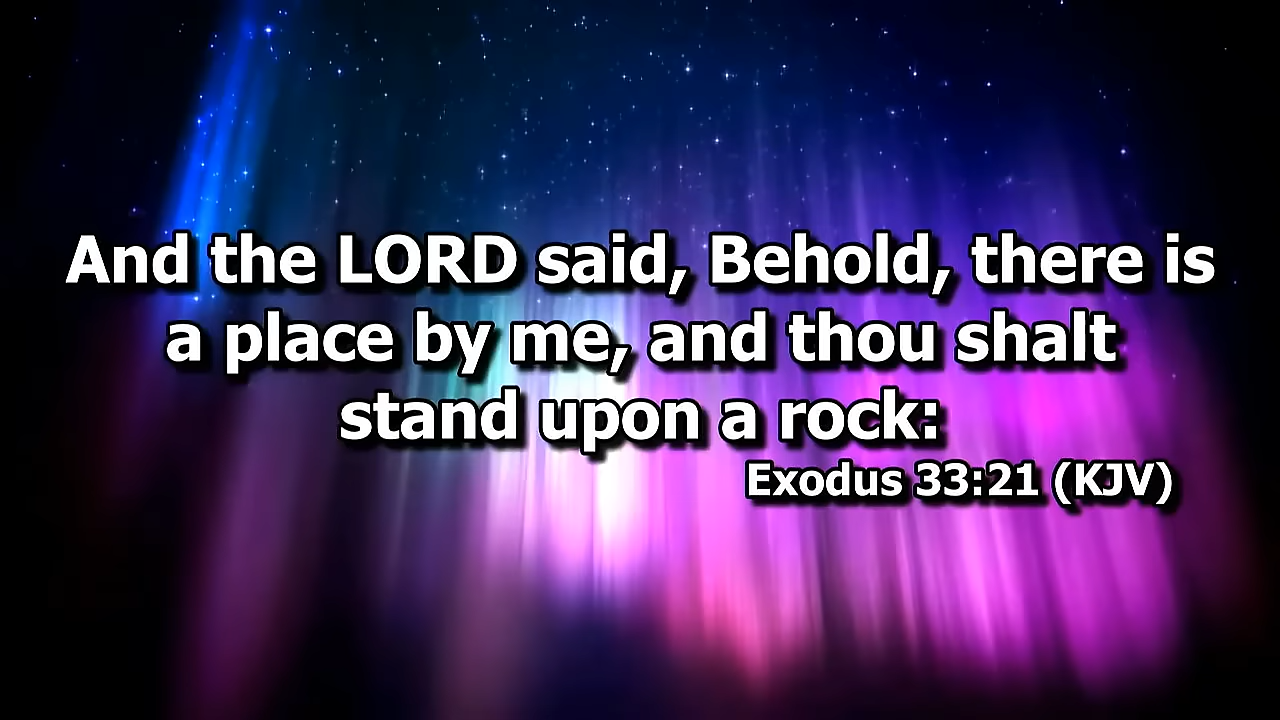 And the LORD said, Behold, there is
a place by me, and thou shalt
stand upon a rock:
Exodus 33:21 (KJV)